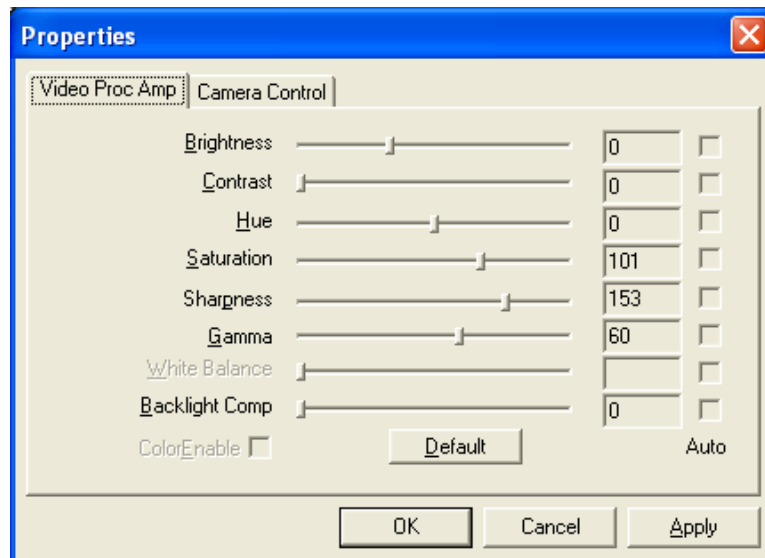 Properties
Video Proc Amp Camera Control
Brightness 0
Contrast 0
Hue 0
Saturation 101
Sharpness 153
Gamma 60
White Balance
Backlight Comp 0
ColorEnable Default Auto
OK Cancel Apply